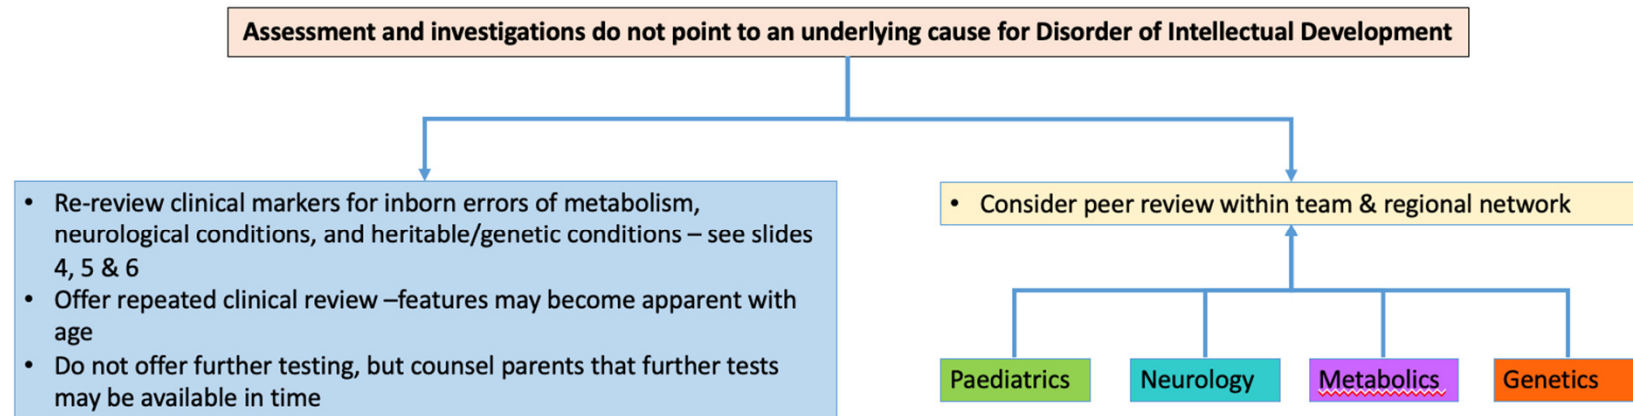 Assessment and investigations do not point to an underlying cause for Disorder of Intellectual Development
• Re-review clinical markers for inborn errors of metabolism,
neurological conditions, and heritable/genetic conditions – see slides
4, 5 & 6
• Offer repeated clinical review –features may become apparent with
age
• Do not offer further testing, but counsel parents that further tests
may be available in time
• Consider peer review within team & regional network
Paediatrics
Neurology
Metabolics
Genetics